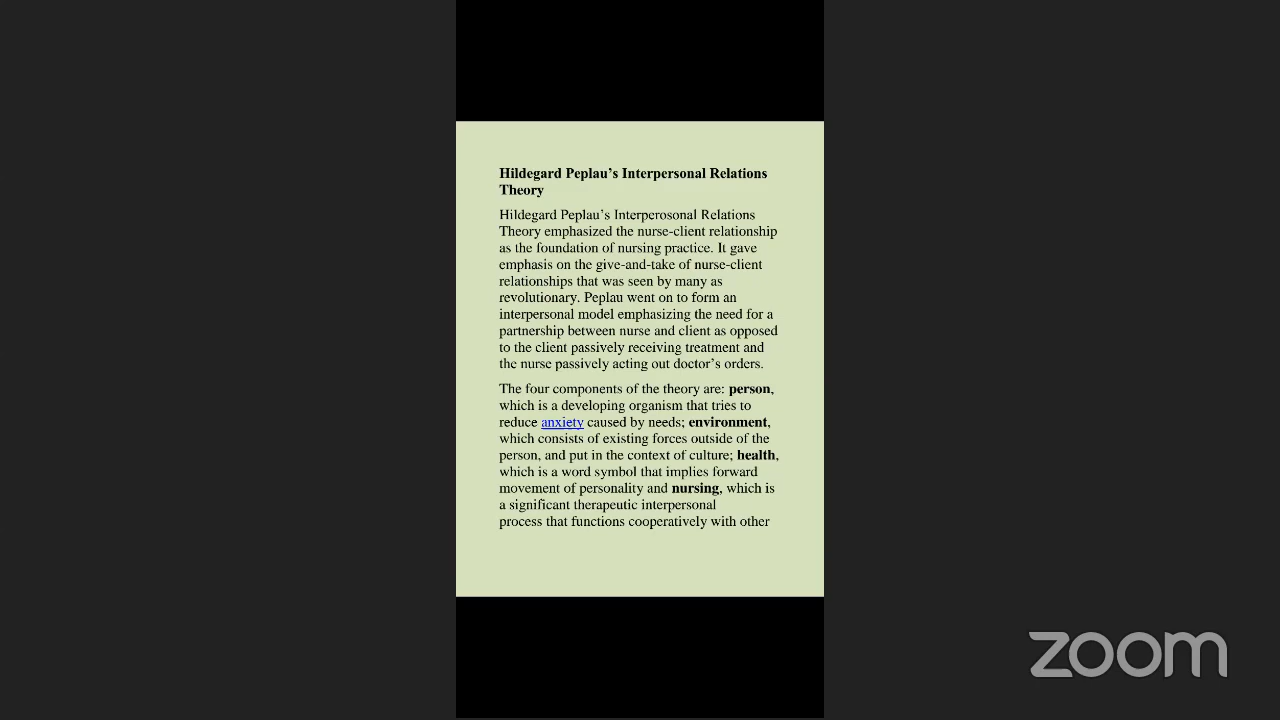 Hildegard Peplau’s Interpersonal Relations
Theory
Hildegard Peplau’s Interperosonal Relations
Theory emphasized the nurse-client relationship
as the foundation of nursing practice. It gave
emphasis on the give-and-take of nurse-client
relationships that was seen by many as
revolutionary. Peplau went on to form an
interpersonal model emphasizing the need for a
partnership between nurse and client as opposed
to the client passively receiving treatment and
the nurse passively acting out doctor’s orders.
The four components of the theory are: person,
which is a developing organism that tries to
reduce anxiety caused by needs; environment,
which consists of existing forces outside of the
person, and put in the context of culture; health,
which is a word symbol that implies forward
movement of personality and nursing, which is
a significant therapeutic interpersonal
process that functions cooperatively with other
zoom